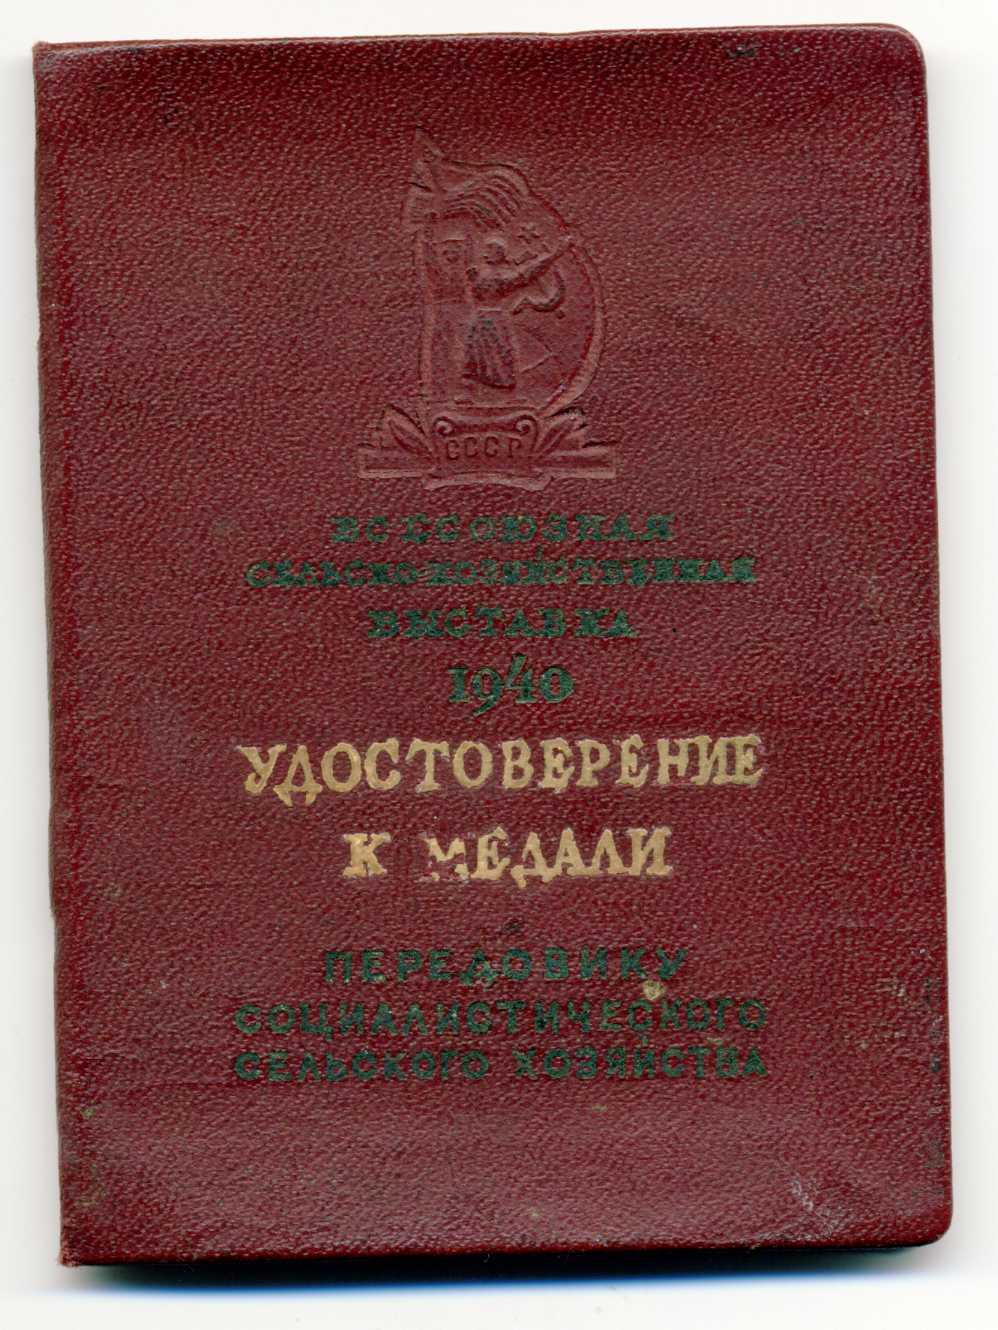 СССР
ВСЕСОЮЗНАЯ
СЕЛЬСКО-ХОЗЯЙСТВЕННАЯ
ВЫСТАВКА
1940
УДОСТОВЕРЕНИЕ
К МЕДАЛИ
ПЕРЕДОВИКУ
СОЦИАЛИСТИЧЕСКОГО
СЕЛЬСКОГО ХОЗЯЙСТВА